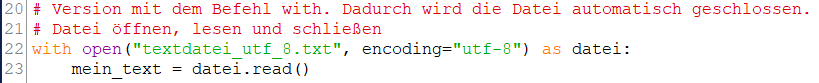 20 # Version mit dem Befehl with. Dadurch wird die Datei automatisch geschlossen.
21 # Datei öffnen, lesen und schließen
22 with open("textdatei_utf_8.txt", encoding="utf-8") as datei:
23     mein_text = datei.read()